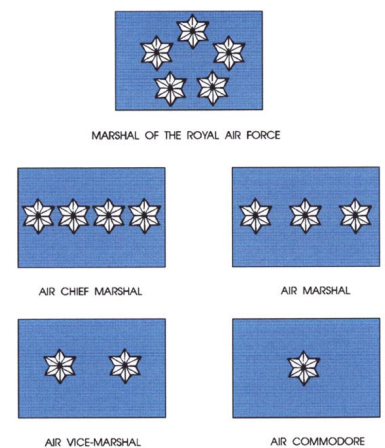 MARSHAL OF THE ROYAL AIR FORCE
AIR CHIEF MARSHAL
AIR MARSHAL
AIR VICE-MARSHAL
AIR COMMODORE